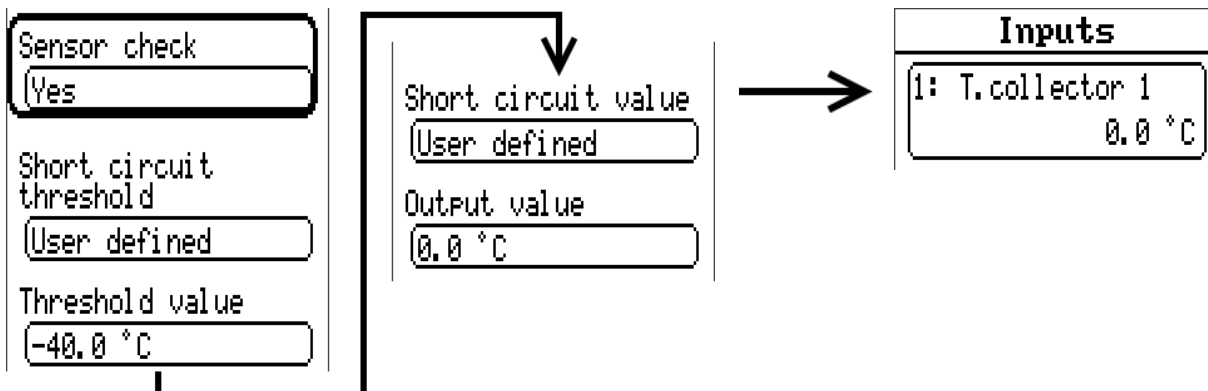 Sensor check
Yes
Short circuit
threshold
User defined
Threshold value
-40.0 °C
Short circuit value
User defined
Output value
0.0 °C
Inputs
1: T.collector 1
0.0 °C